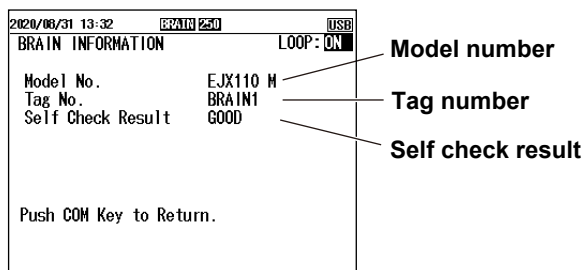 2020/08/31 13:32 BRAIN 250 USB
BRAIN INFORMATION LOOP: ON
Model No. EJX110 M
Tag No. BRAIN1
Self Check Result GOOD
Push COM Key to Return.
Model number
Tag number
Self check result